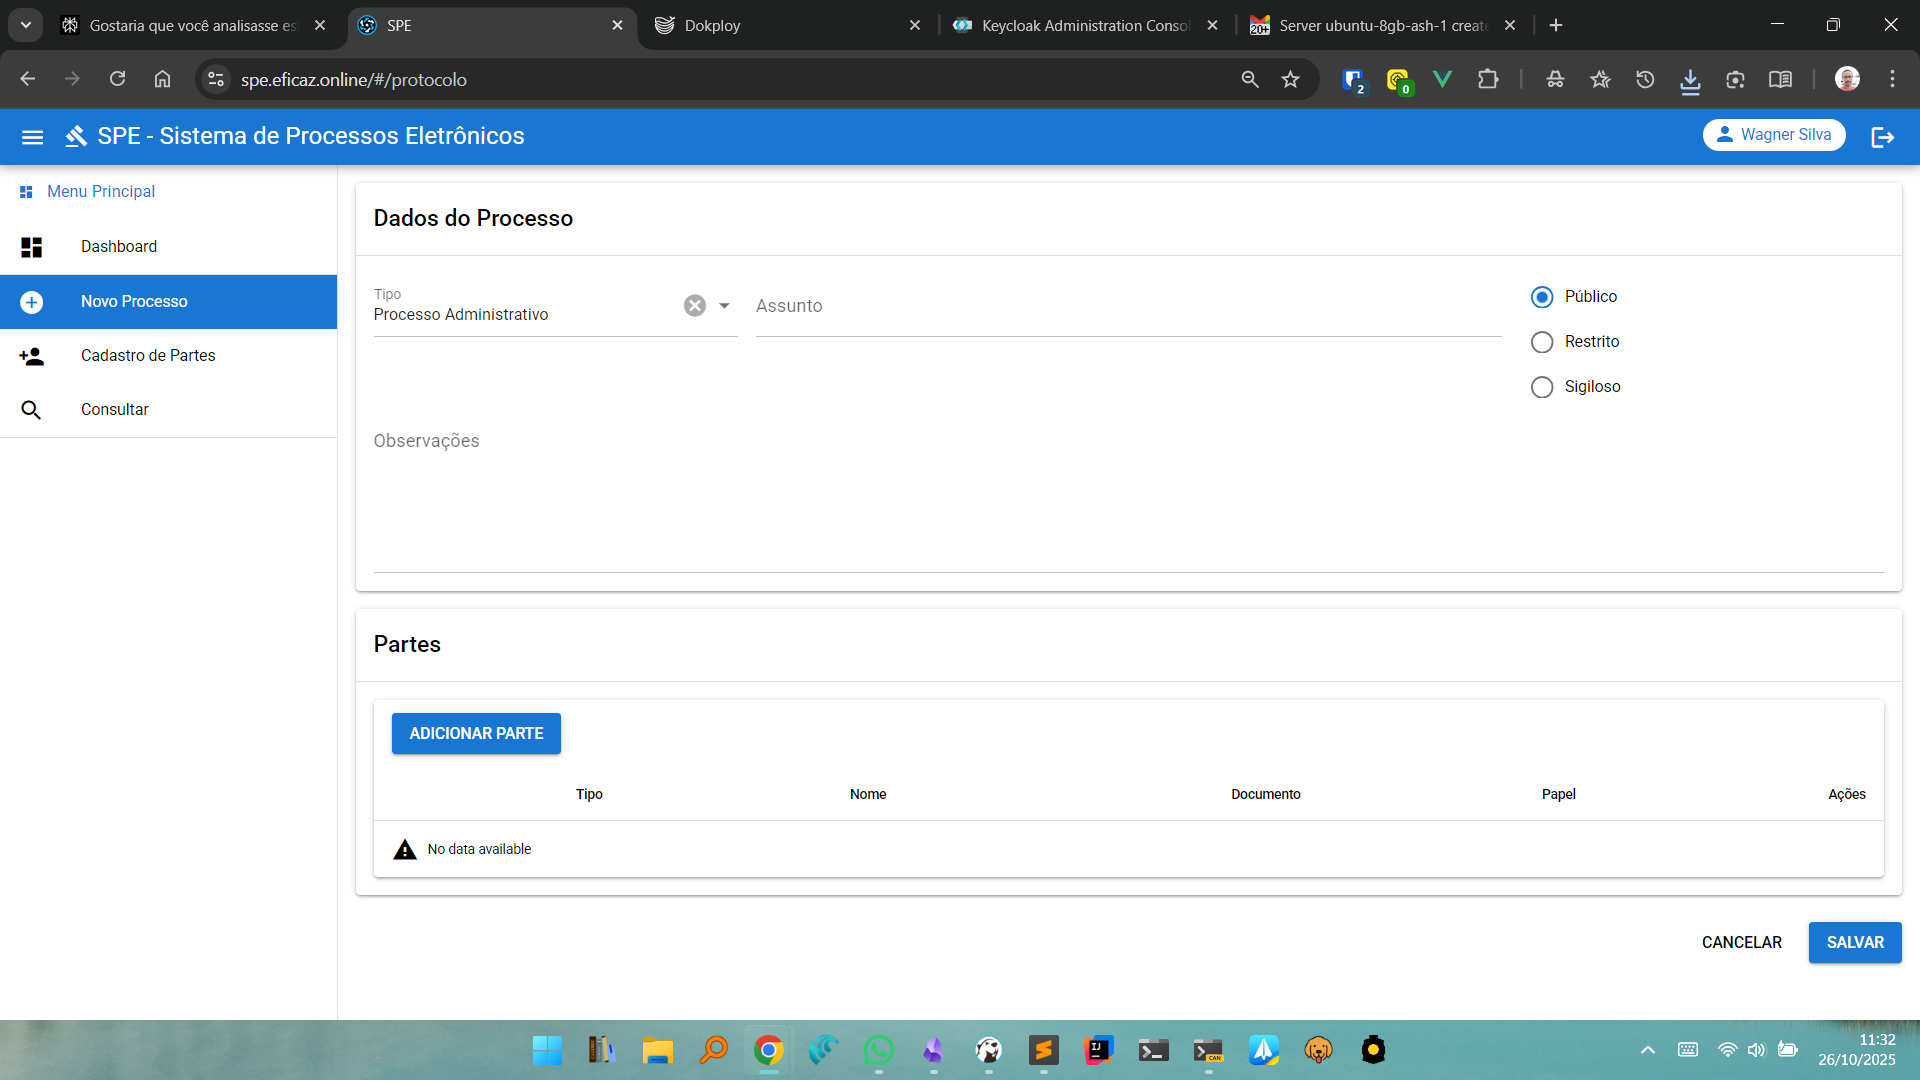 Gostaria que você analisasse es
SPE
Dokploy
Keycloak Administration Consol
Server ubuntu-8gb-ash-1 create
spe.eficaz.online/#/protocolo
2
0
SPE - Sistema de Processos Eletrônicos
Wagner Silva
Menu Principal
Dashboard
Novo Processo
Cadastro de Partes
Consultar
Dados do Processo
Tipo
Processo Administrativo
Assunto
Público
Restrito
Sigiloso
Observações
Partes
ADICIONAR PARTE
Tipo Nome Documento Papel Ações
No data available
CANCELAR
SALVAR
11:32
26/10/2025